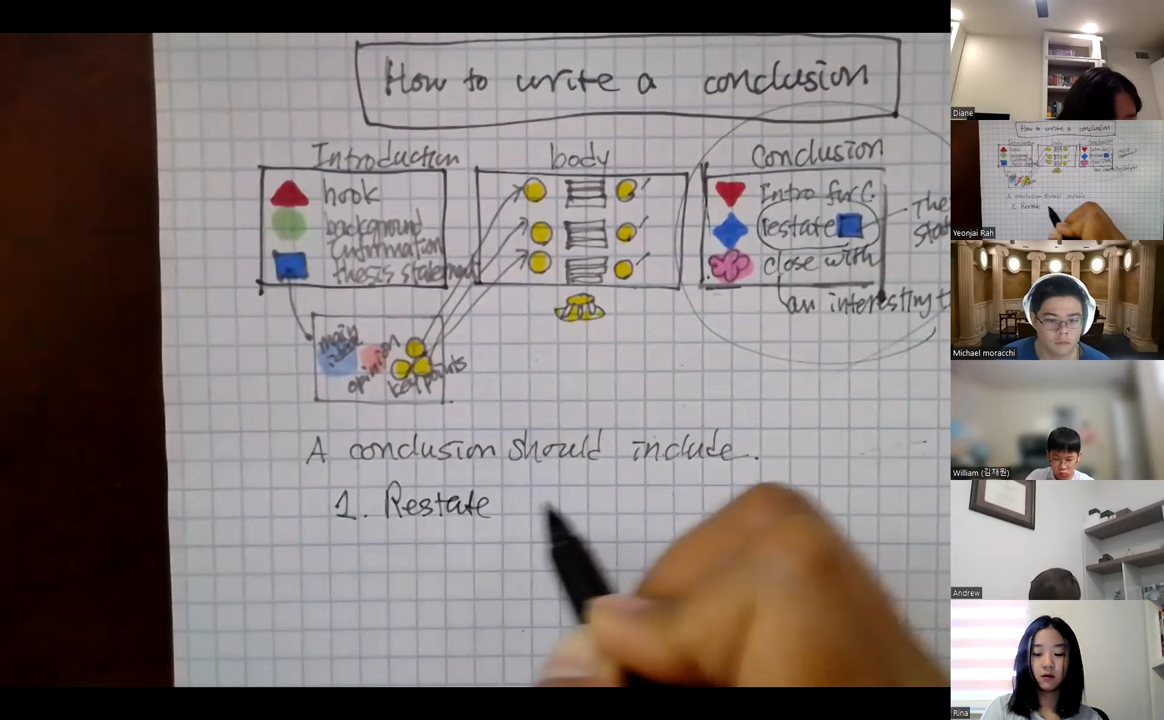 How to write a conclusion
Introduction
hook
background
information
thesis statement
main
idea
opinion
key points
body
Conclusion
Intro for C.
restate
close with
an interesting t
The
A conclusion should include.
1. Restate
Diane
Yeonjai Rah
Michael moracchi
William (김재원)
Andrew
Rina